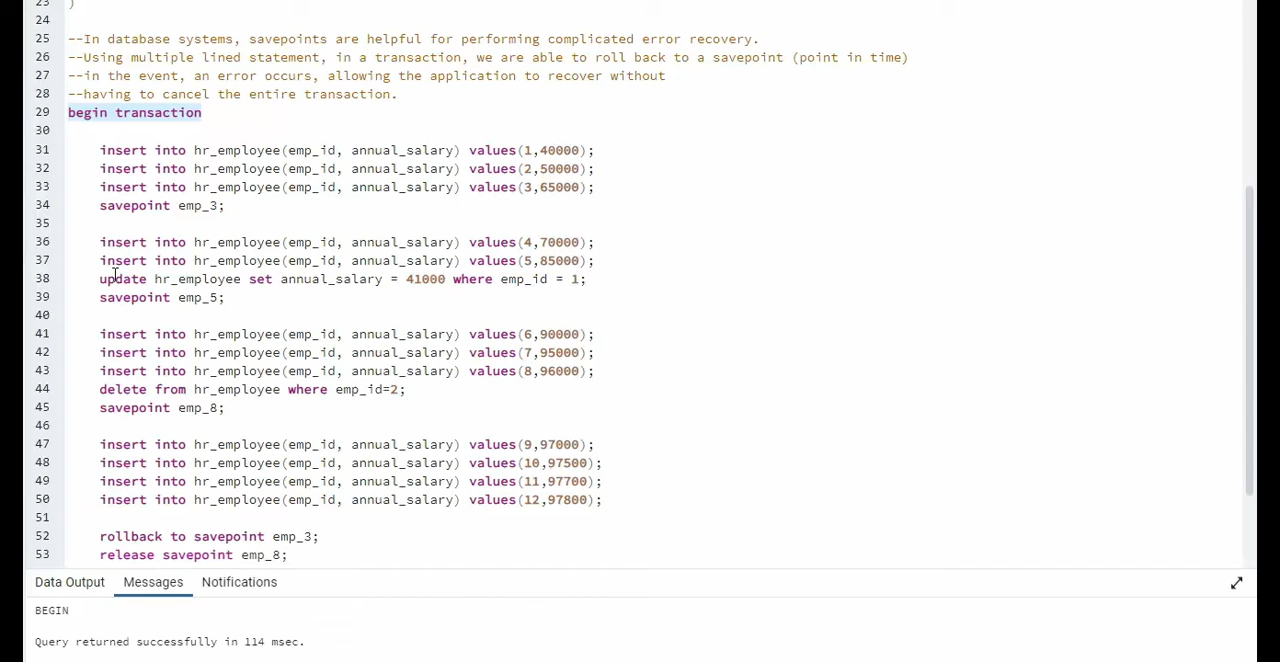 23 )
24
25 --In database systems, savepoints are helpful for performing complicated error recovery.
26 --Using multiple lined statement, in a transaction, we are able to roll back to a savepoint (point in time)
27 --in the event, an error occurs, allowing the application to recover without
28 --having to cancel the entire transaction.
29 begin transaction
30
31 insert into hr_employee(emp_id, annual_salary) values(1,40000);
32 insert into hr_employee(emp_id, annual_salary) values(2,50000);
33 insert into hr_employee(emp_id, annual_salary) values(3,65000);
34 savepoint emp_3;
35
36 insert into hr_employee(emp_id, annual_salary) values(4,70000);
37 insert into hr_employee(emp_id, annual_salary) values(5,85000);
38 update hr_employee set annual_salary = 41000 where emp_id = 1;
39 savepoint emp_5;
40
41 insert into hr_employee(emp_id, annual_salary) values(6,90000);
42 insert into hr_employee(emp_id, annual_salary) values(7,95000);
43 insert into hr_employee(emp_id, annual_salary) values(8,96000);
44 delete from hr_employee where emp_id=2;
45 savepoint emp_8;
46
47 insert into hr_employee(emp_id, annual_salary) values(9,97000);
48 insert into hr_employee(emp_id, annual_salary) values(10,97500);
49 insert into hr_employee(emp_id, annual_salary) values(11,97700);
50 insert into hr_employee(emp_id, annual_salary) values(12,97800);
51
52 rollback to savepoint emp_3;
53 release savepoint emp_8;
Data Output Messages Notifications
BEGIN
Query returned successfully in 114 msec.